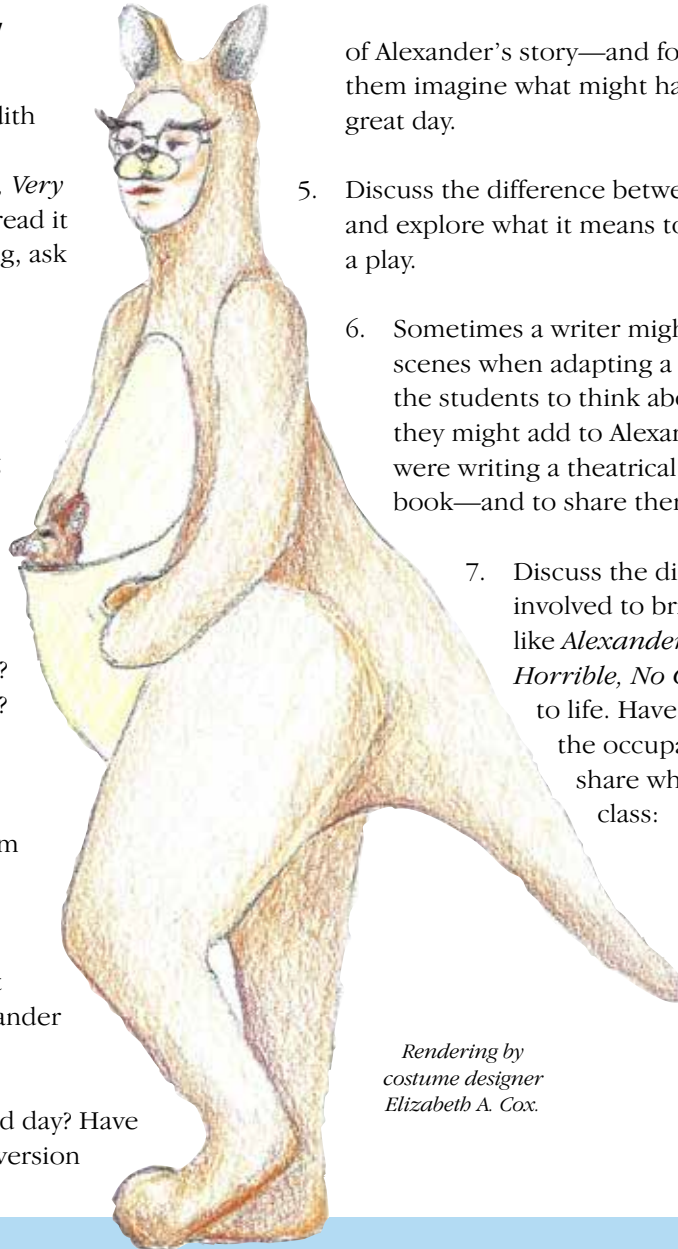 dith
Very
read it
g, ask
?
?
m
ander
d day? Have
version
of Alexander’s story—and fo
them imagine what might ha
great day.
5. Discuss the difference betwe
and explore what it means to
a play.
6. Sometimes a writer migh
scenes when adapting a
the students to think abo
they might add to Alexan
were writing a theatrical
book—and to share them
7. Discuss the di
involved to br
like Alexander
Horrible, No G
to life. Have
the occupa
share wh
class:
Rendering by
costume designer
Elizabeth A. Cox.